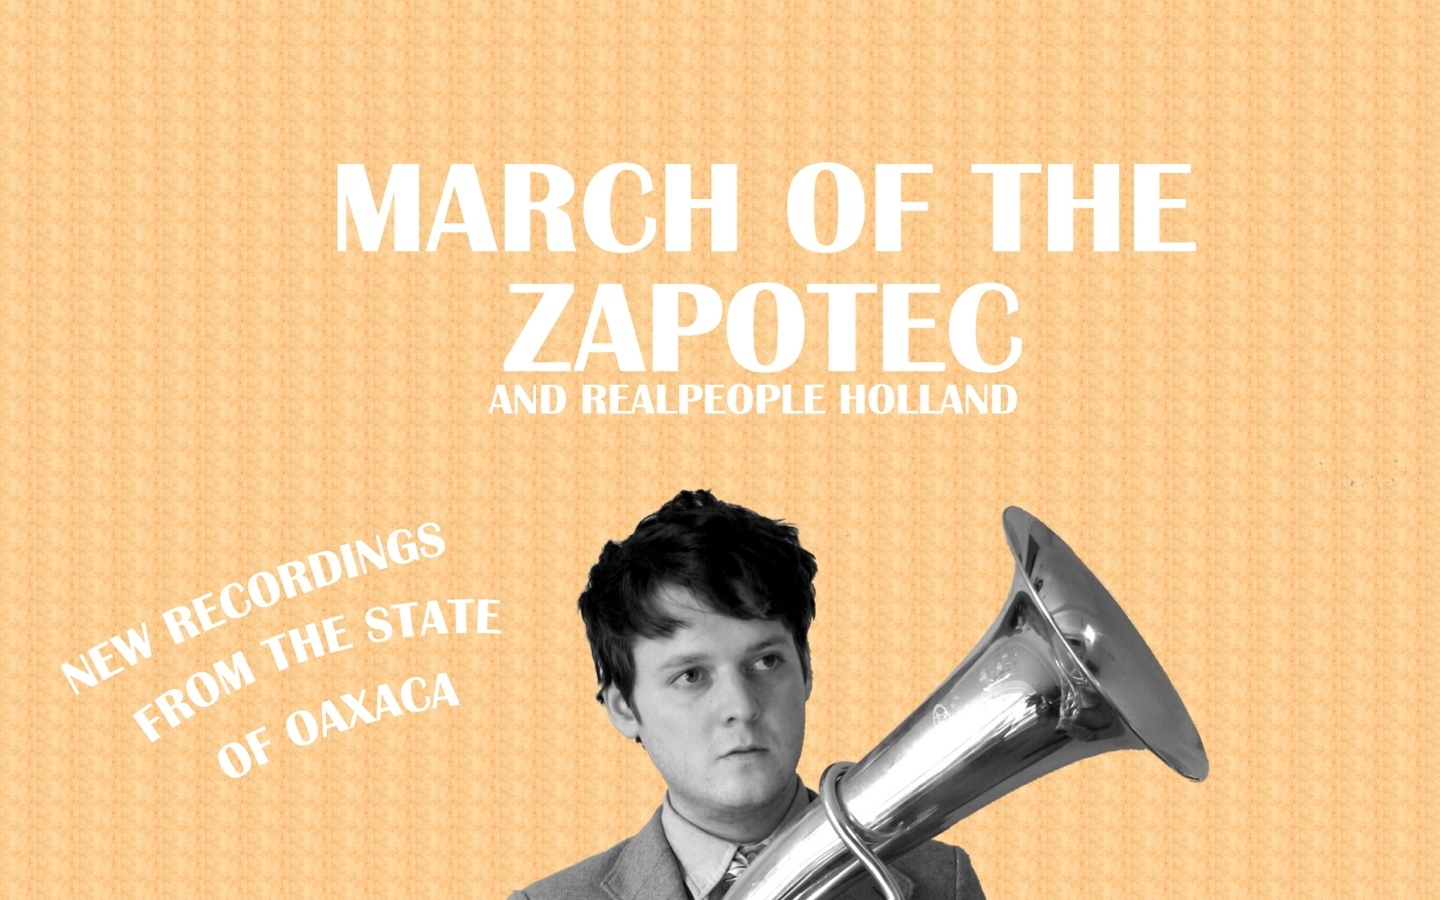 MARCH OF THE
ZAPOTEC
AND REALPEOPLE HOLLAND
NEW RECORDINGS
FROM THE STATE
OF OAXACA